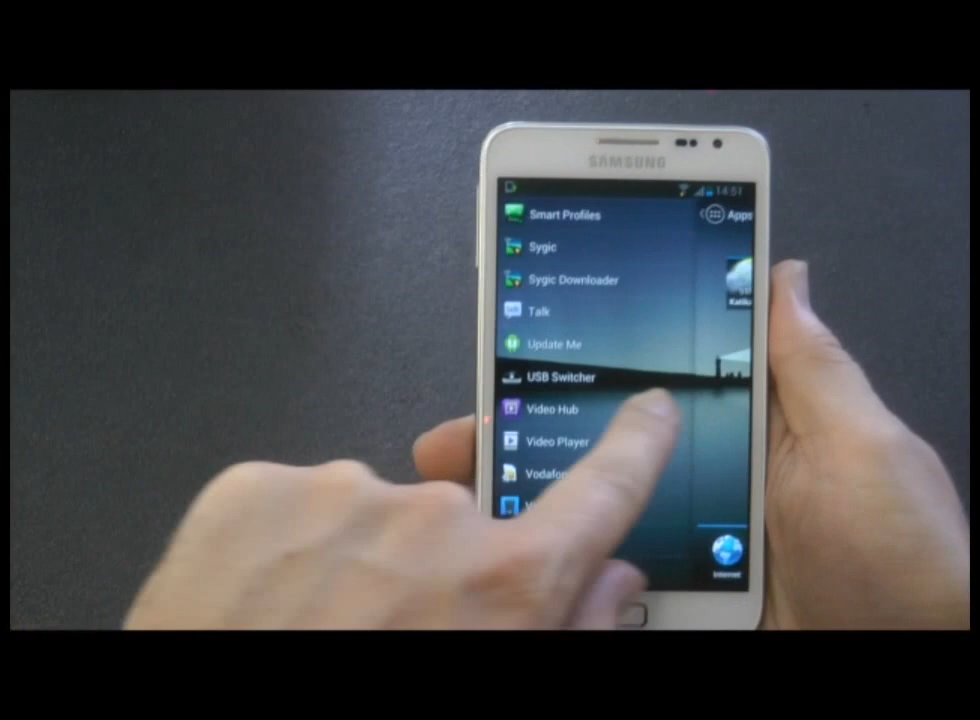 SAMSUNG
14:51
Smart Profiles
Apps
Sygic
Sygic Downloader
Talk
Update Me
USB Switcher
Video Hub
Video Player
Internet